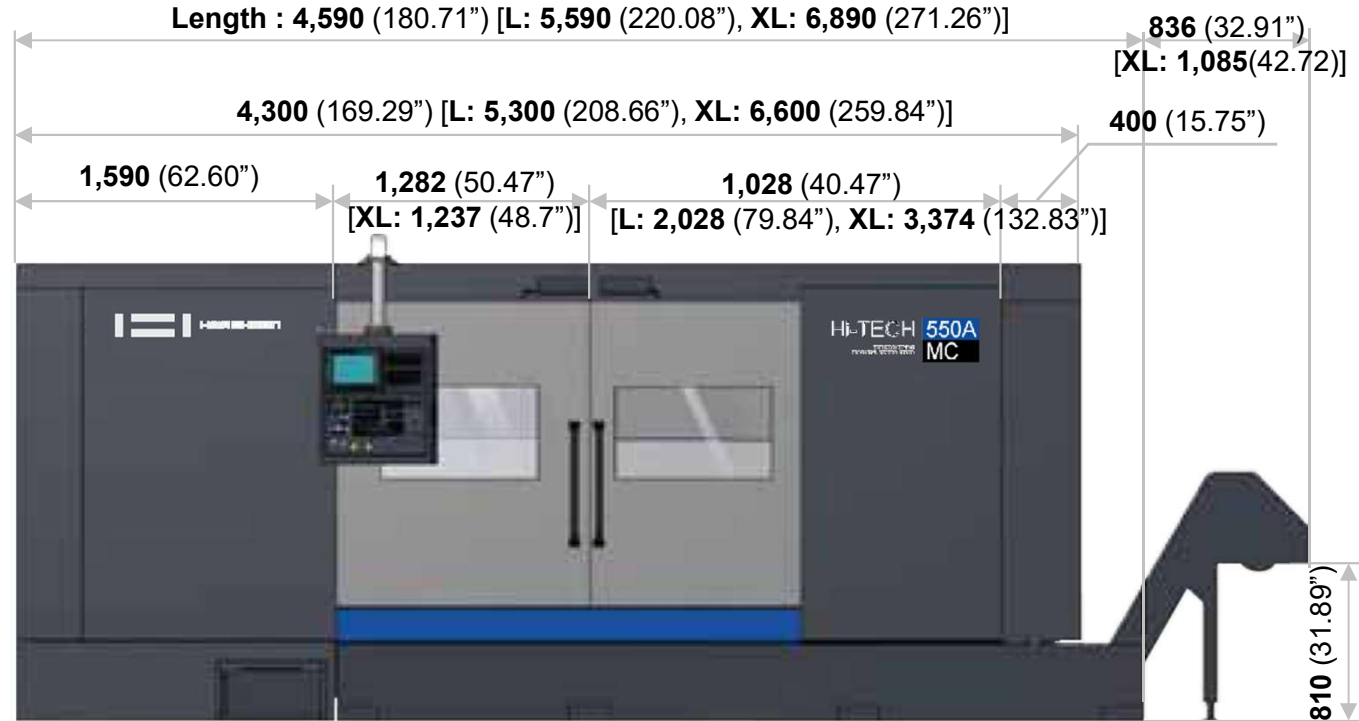 Length : 4,590 (180.71”) [L: 5,590 (220.08”), XL: 6,890 (271.26”)]
836 (32.91”)
[XL: 1,085(42.72)]
4,300 (169.29”) [L: 5,300 (208.66”), XL: 6,600 (259.84”)]
400 (15.75”)
1,590 (62.60”)
1,282 (50.47”)
[XL: 1,237 (48.7”)]
1,028 (40.47”)
[L: 2,028 (79.84”), XL: 3,374 (132.83”)]
Hi-TECH 550A
MC
810 (31.89”)